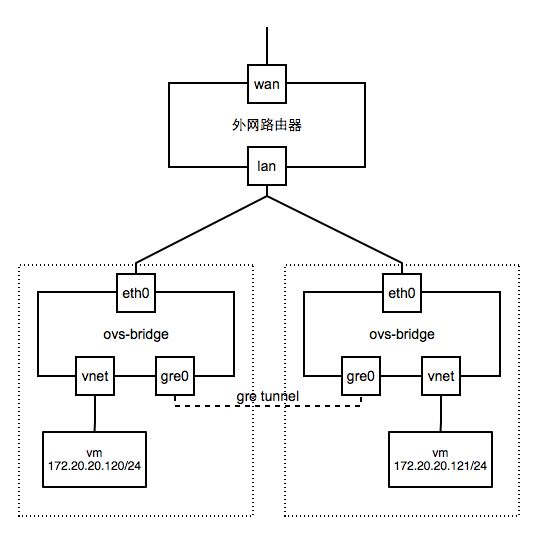 wan
外网路由器
lan
eth0
eth0
ovs-bridge
ovs-bridge
vnet
gre0
gre0
vnet
gre tunnel
vm
172.20.20.120/24
vm
172.20.20.121/24